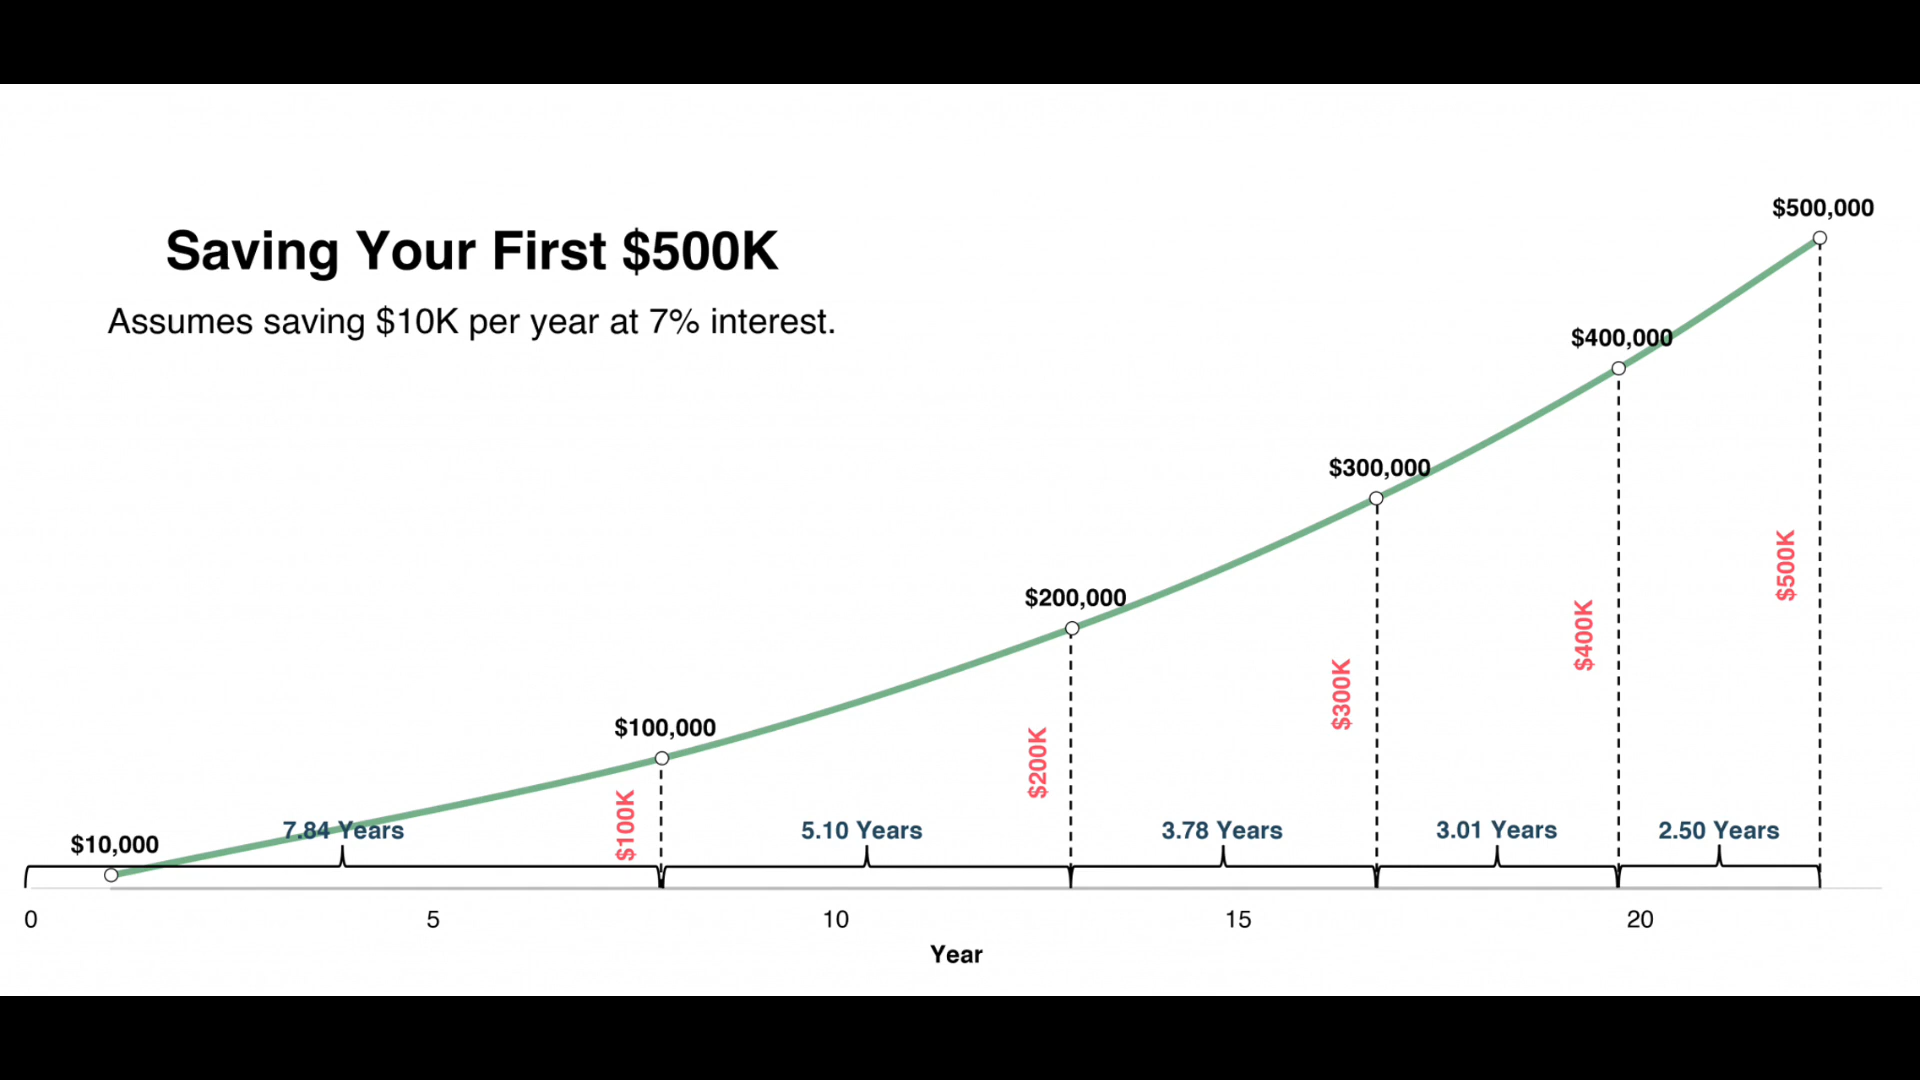 Saving Your First $500K
Assumes saving $10K per year at 7% interest.
$500,000
$400,000
$300,000
$200,000
$100,000
$10,000
$500K
$400K
$300K
$200K
$100K
7.84 Years
5.10 Years
3.78 Years
3.01 Years
2.50 Years
0
5
10
15
20
Year